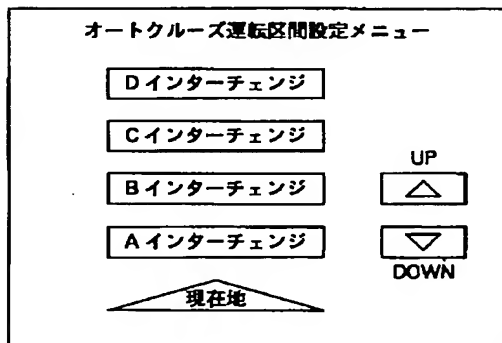 オートクルーズ運転区間設定メニュー
Dインターチェンジ
Cインターチェンジ
Bインターチェンジ
Aインターチェンジ
現在地
UP
DOWN